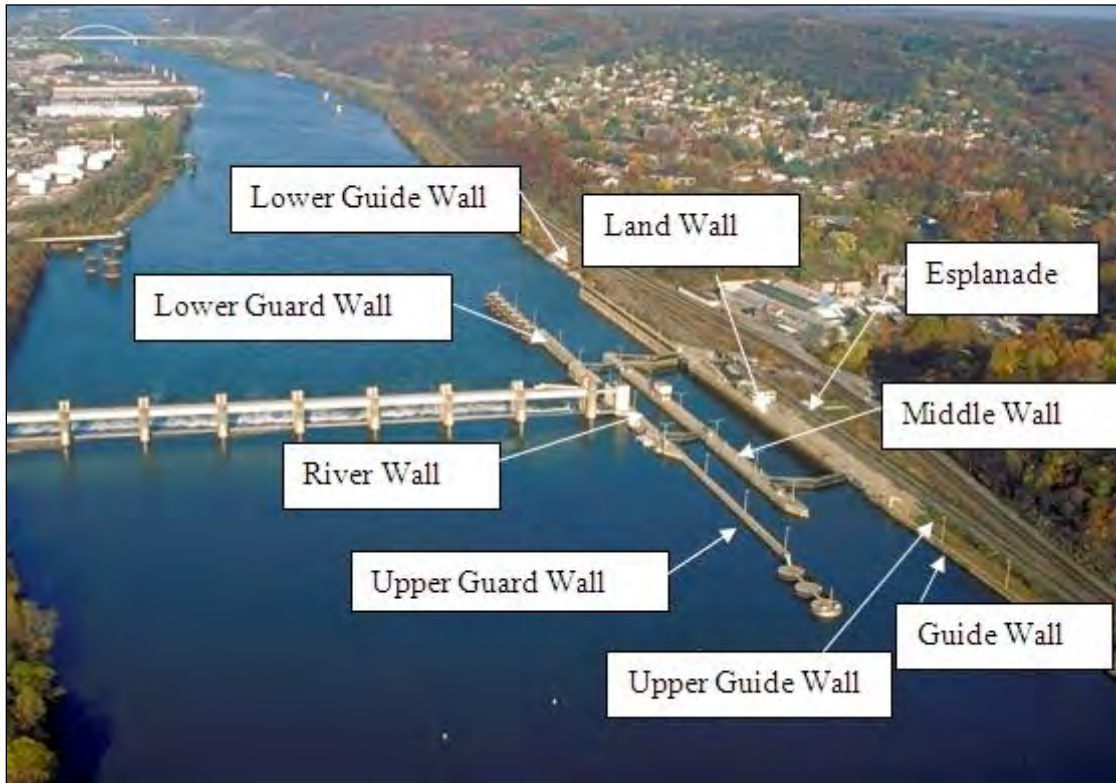 Lower Guide Wall
Land Wall
Esplanade
Lower Guard Wall
Middle Wall
River Wall
Upper Guard Wall
Guide Wall
Upper Guide Wall